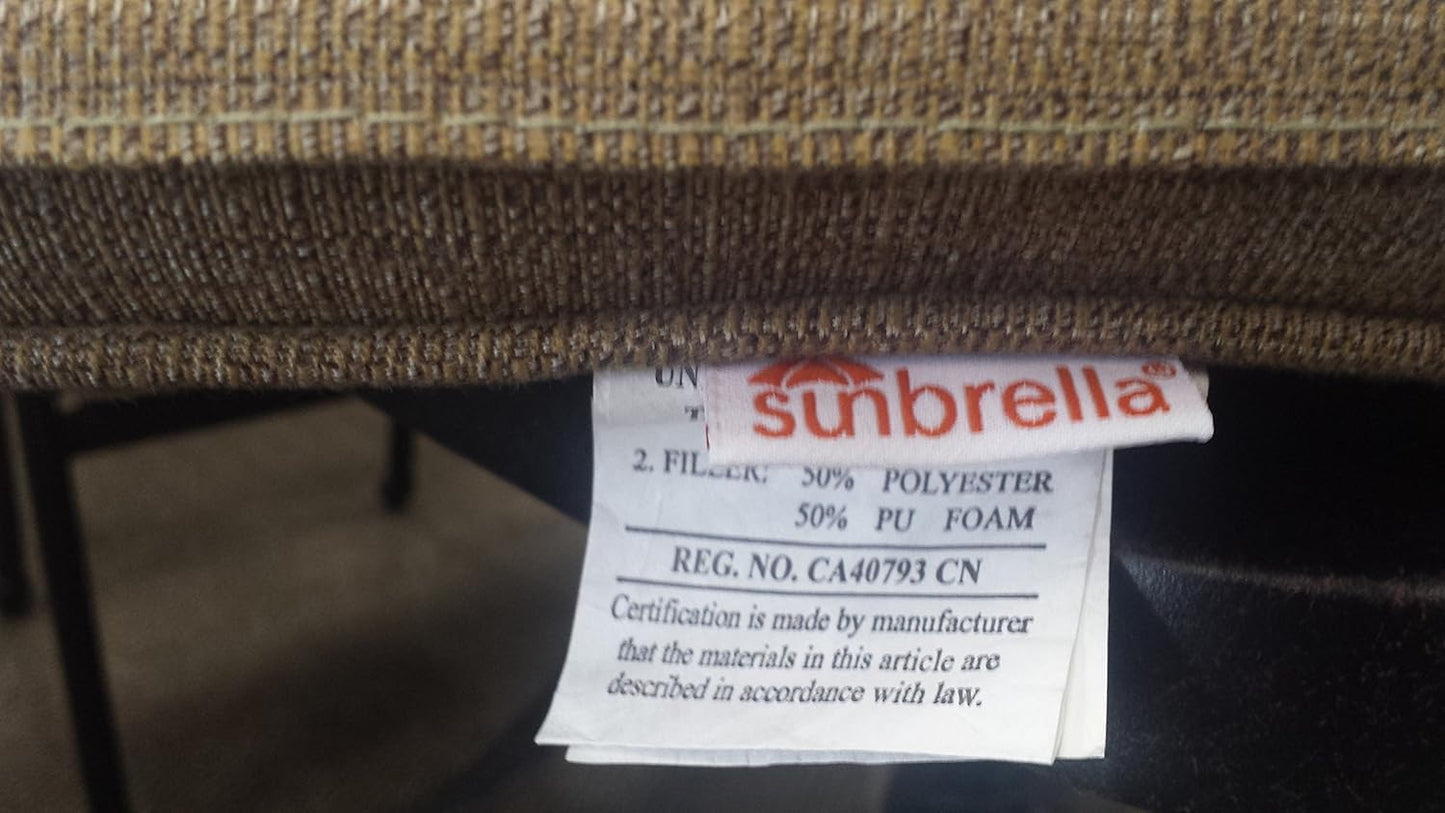 UN
sunbrella®
2. FILLER: 50% POLYESTER
50% PU FOAM
REG. NO. CA40793 CN
Certification is made by manufacturer
that the materials in this article are
described in accordance with law.